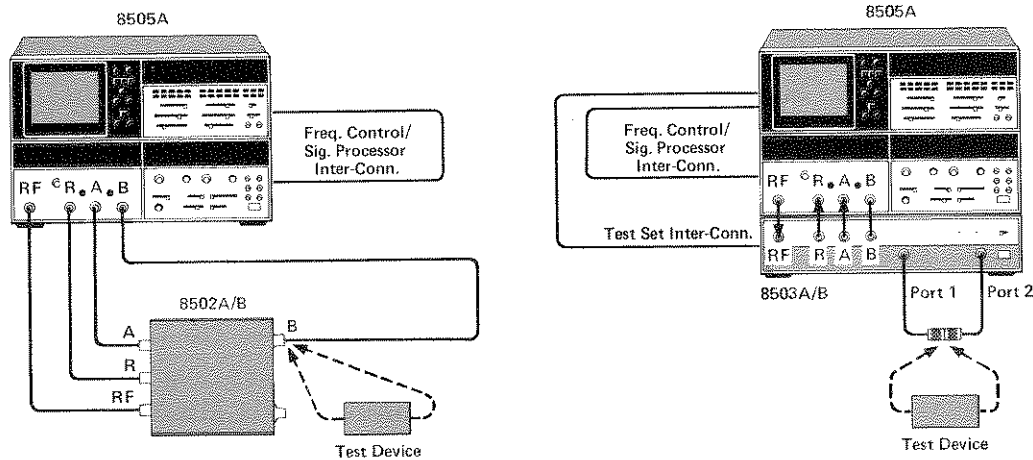 8505A
Freq. Control/
Sig. Processor
Inter-Conn.
RF R A B
8502A/B
A
B
R
RF
Test Device
8505A
Freq. Control/
Sig. Processor
Inter-Conn.
RF R A B
Test Set Inter-Conn.
RF R A B
8503A/B
Port 1
Port 2
Test Device